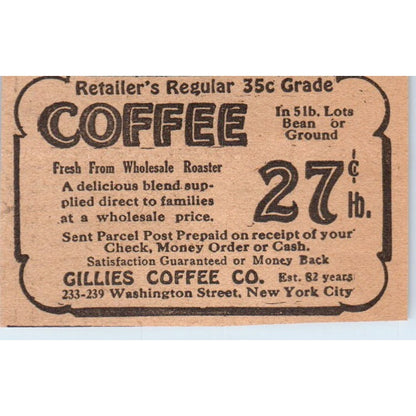 Retailer's Regular 35c Grade
COFFEE
In 5 lb. Lots
Bean or
Ground
Fresh From Wholesale Roaster
A delicious blend sup-
plied direct to families
at a wholesale price.
27¢ lb.
Sent Parcel Post Prepaid on receipt of your
Check, Money Order or Cash.
Satisfaction Guaranteed or Money Back
GILLIES COFFEE CO. Est. 82 years
233-239 Washington Street, New York City